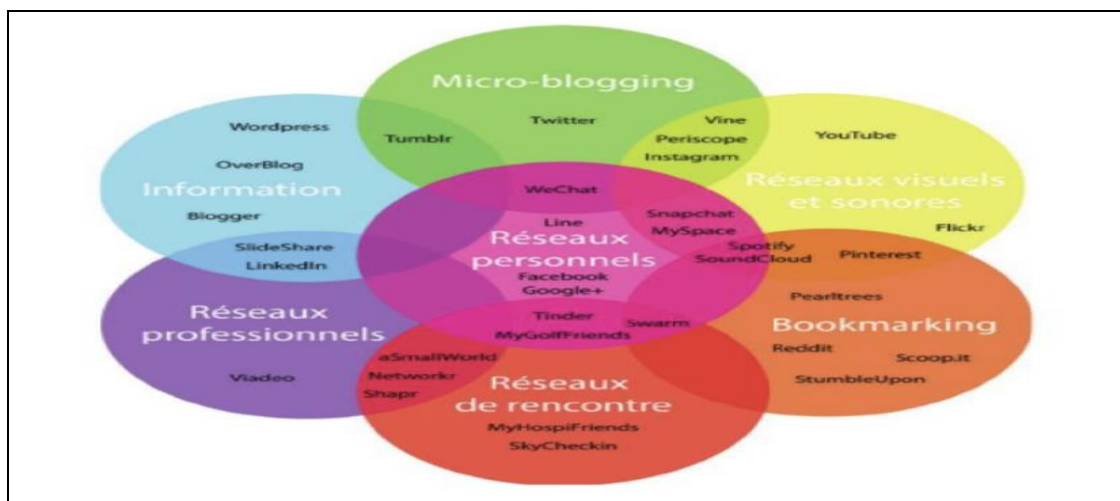 Micro-blogging
Twitter
Vine
Periscope
Instagram
Tumblr
Wordpress
OverBlog
Information
Blogger
SlideShare
LinkedIn
YouTube
Réseaux visuels
et sonores
Flickr
WeChat
Line
Snapchat
MySpace
Réseaux
personnels
Facebook
Google+
Spotify
SoundCloud
Pinterest
Pearltrees
Bookmarking
Reddit
Scoop.it
StumbleUpon
Réseaux
professionnels
Viadeo
Tinder
MyGolfFriends
Swarm
aSmallWorld
Networkr
Shapr
Réseaux
de rencontre
MyHospiFriends
SkyCheckin